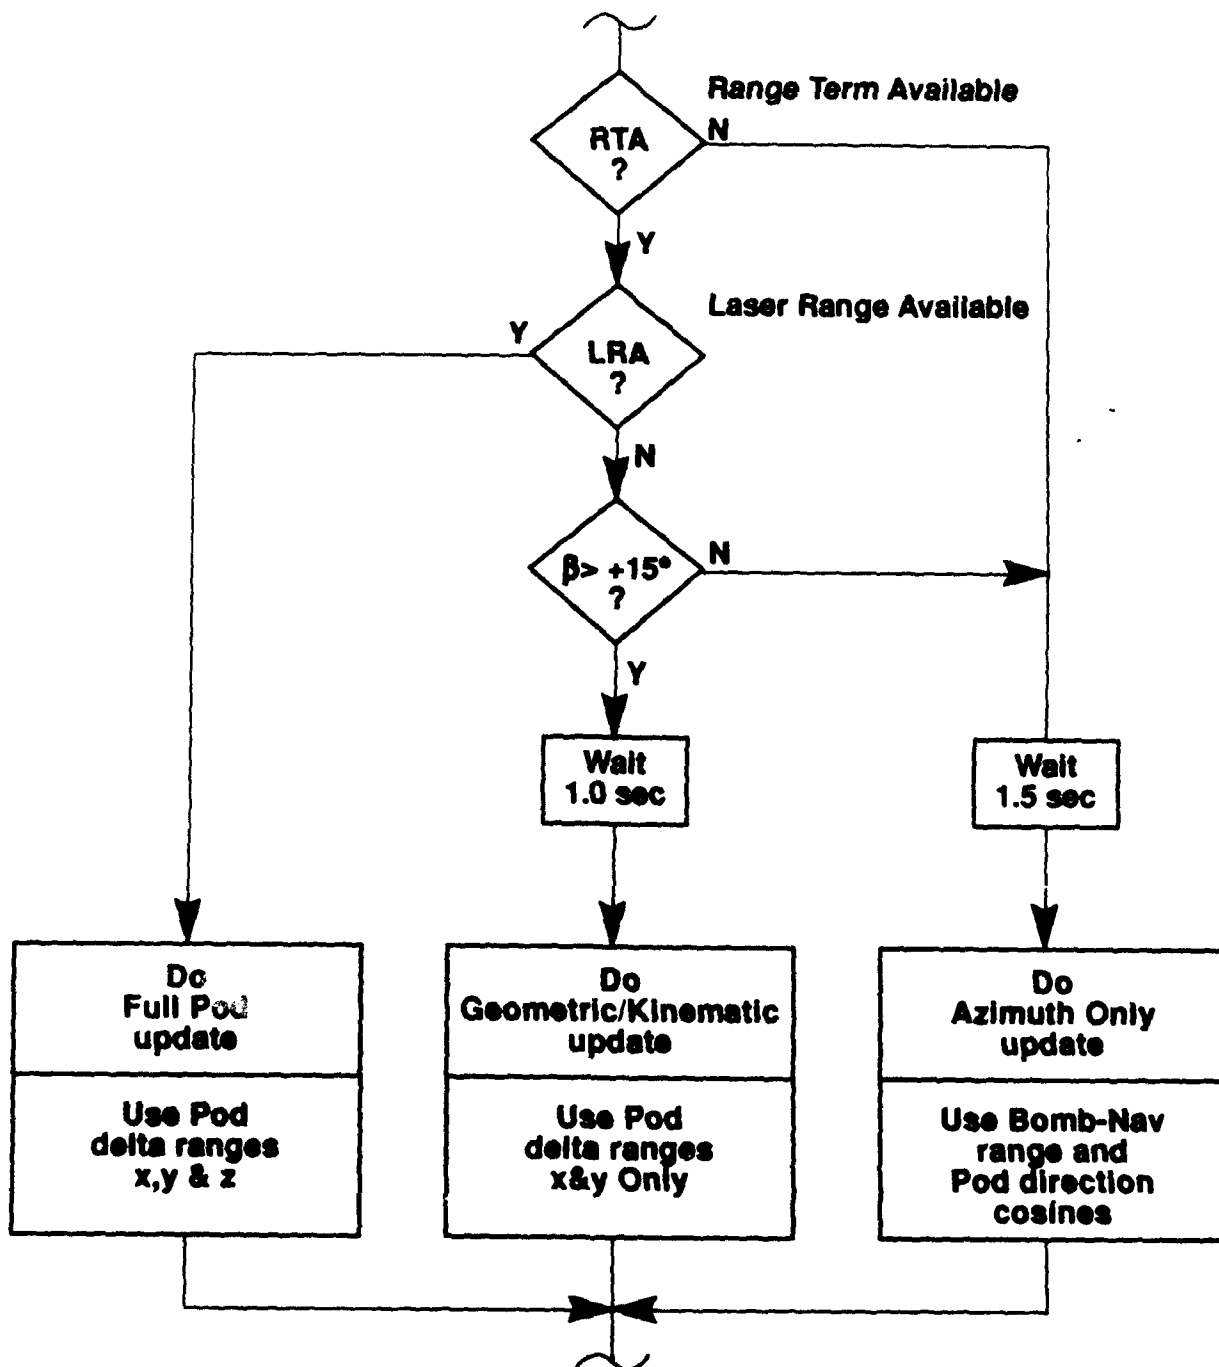 Range Term Available
RTA
?
N
Y
Laser Range Available
Y
LRA
?
N
β> +15°
?
N
Y
Wait
1.0 sec
Wait
1.5 sec
Do
Full Pod
update
Use Pod
delta ranges
x,y & z
Do
Geometric/Kinematic
update
Use Pod
delta ranges
x&y Only
Do
Azimuth Only
update
Use Bomb-Nav
range and
Pod direction
cosines